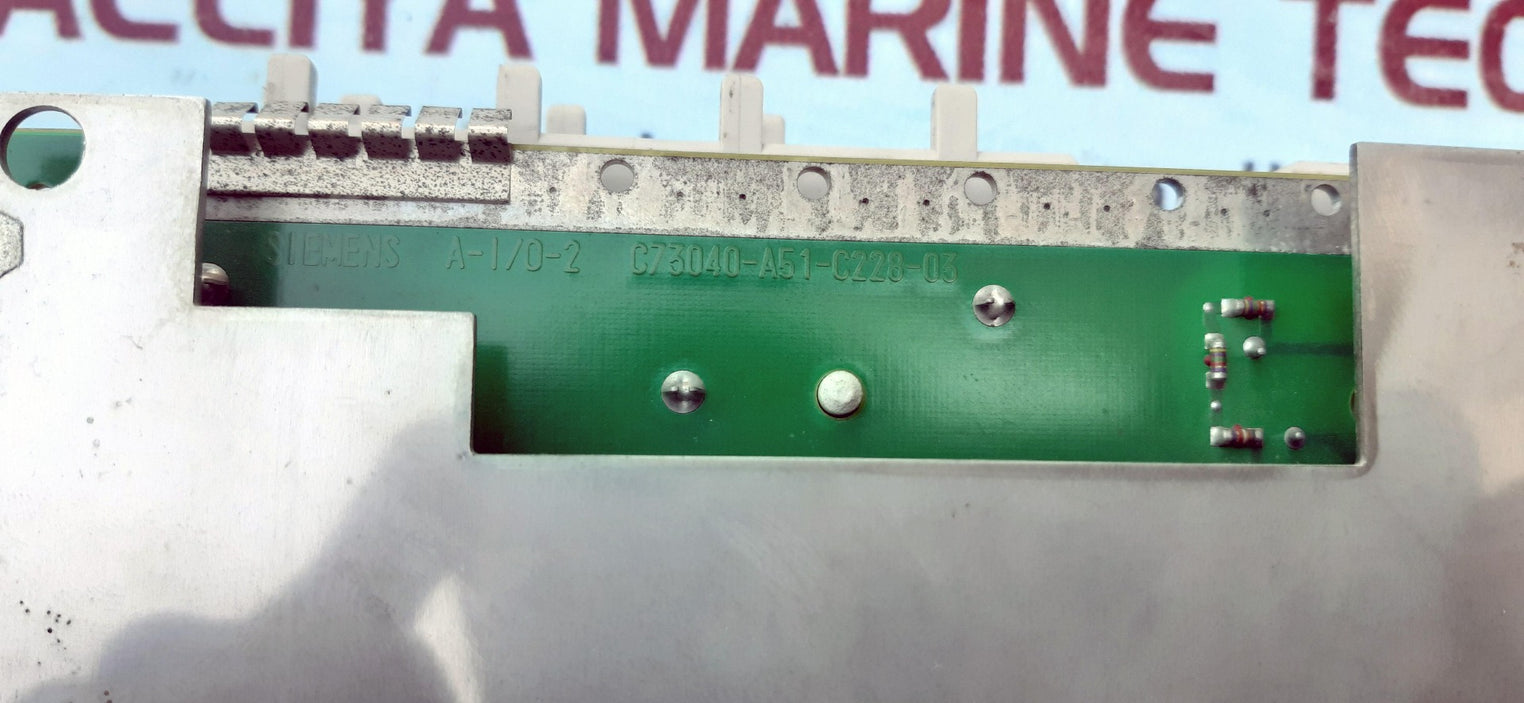 ACCITA MARINE TEC
SIEMENS A-I/O-2 C73040-A51-C228-03